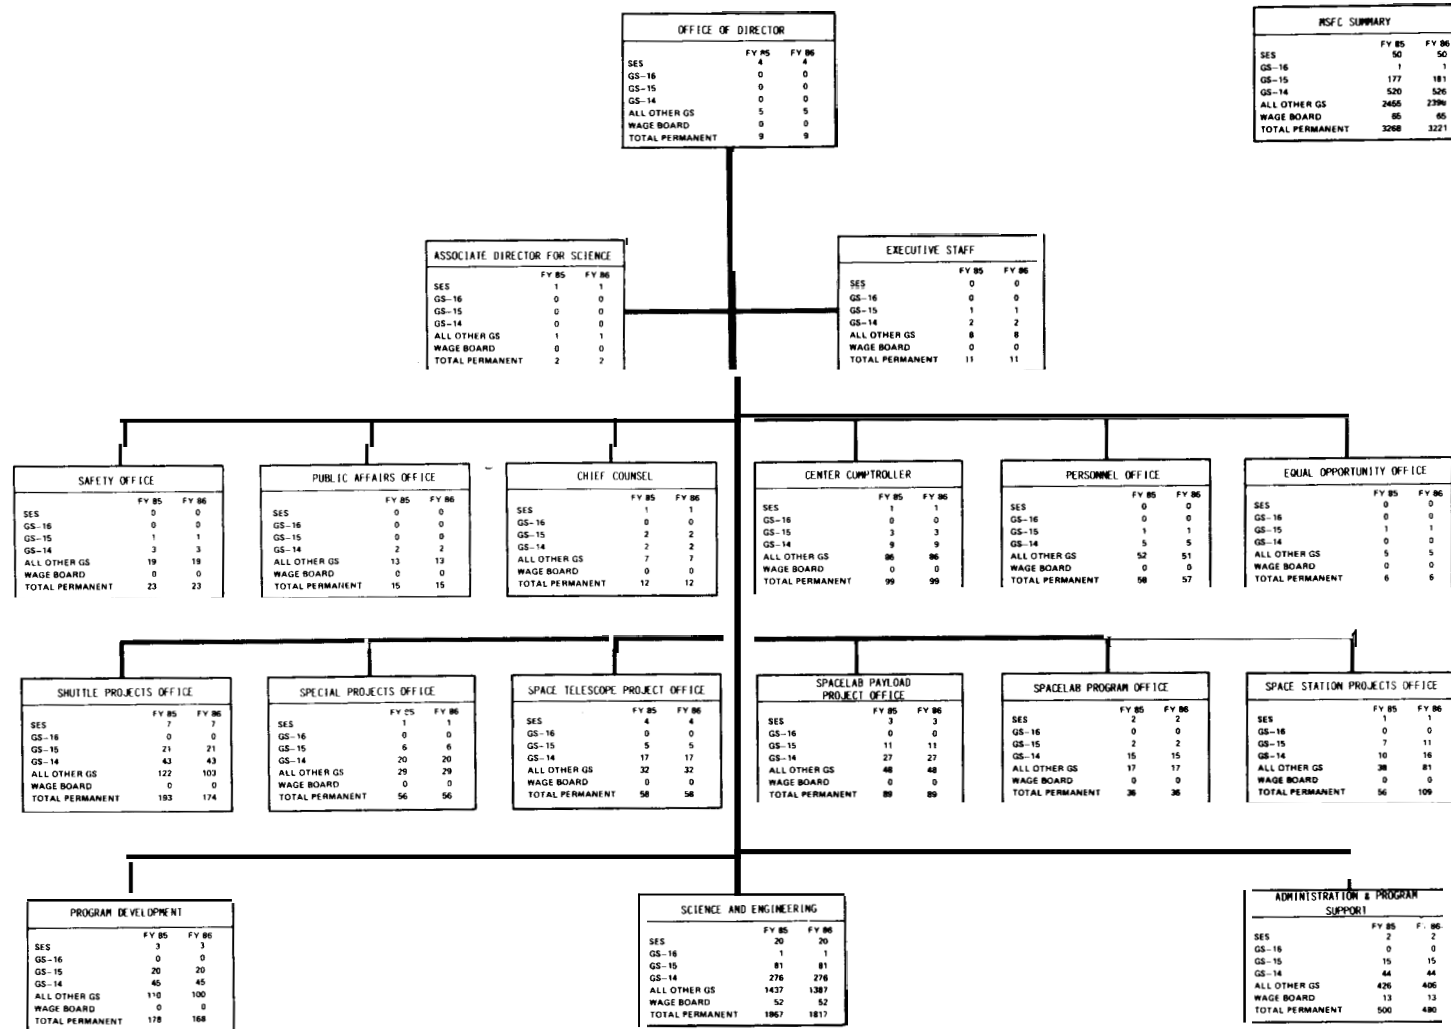 OFFICE OF DIRECTOR
FY 85 FY 86
SES 4 4
GS-16 0 0
GS-15 0 0
GS-14 0 0
ALL OTHER GS 5 5
WAGE BOARD 0 0
TOTAL PERMANENT 9 9
MSFC SUMMARY
FY 85 FY 86
SES 50 50
GS-16 1 1
GS-15 177 181
GS-14 520 526
ALL OTHER GS 2455
WAGE BOARD 65 65
TOTAL PERMANENT 3268 3221
ASSOCIATE DIRECTOR FOR SCIENCE
FY 85 FY 86
SES 1 1
GS-16 0 0
GS-15 0 0
GS-14 0 0
ALL OTHER GS 1 1
WAGE BOARD 0 0
TOTAL PERMANENT 2 2
EXECUTIVE STAFF
FY 85 FY 86
SES 0 0
GS-16 0 0
GS-15 1 1
GS-14 2 2
ALL OTHER GS 8 8
WAGE BOARD 0 0
TOTAL PERMANENT 11 11
SAFETY OFFICE
FY 85 FY 86
SES 0 0
GS-16 0 0
GS-15 1 1
GS-14 3 3
ALL OTHER GS 19 19
WAGE BOARD 0 0
TOTAL PERMANENT 23 23
PUBLIC AFFAIRS OFFICE
FY 85 FY 86
SES 0 0
GS-16 0 0
GS-15 0 0
GS-14 2 2
ALL OTHER GS 13 13
WAGE BOARD 0 0
TOTAL PERMANENT 15 15
CHIEF COUNSEL
FY 85 FY 86
SES 1 1
GS-16 0 0
GS-15 2 2
GS-14 2 2
ALL OTHER GS 7 7
WAGE BOARD 0 0
TOTAL PERMANENT 12 12
CENTER COMPTROLLER
FY 85 FY 86
SES 1 1
GS-16 0 0
GS-15 3 3
GS-14 9 9
ALL OTHER GS 86 86
WAGE BOARD 0 0
TOTAL PERMANENT 99 99
PERSONNEL OFFICE
FY 85 FY 86
SES 0 0
GS-16 0 0
GS-15 1 1
GS-14 5 5
ALL OTHER GS 52 51
WAGE BOARD 0 0
TOTAL PERMANENT 58 57
EQUAL OPPORTUNITY OFFICE
FY 85 FY 86
SES 0 0
GS-16 0 0
GS-15 1 1
GS-14 0 0
ALL OTHER GS 5 5
WAGE BOARD 0 0
TOTAL PERMANENT 6 6
SHUTTLE PROJECTS OFFICE
FY 85 FY 86
SES 7 7
GS-16 0 0
GS-15 21 21
GS-14 43 43
ALL OTHER GS 122 103
WAGE BOARD 0 0
TOTAL PERMANENT 193 174
SPECIAL PROJECTS OFFICE
FY 85 FY 86
SES 1 1
GS-16 0 0
GS-15 6 6
GS-14 20 20
ALL OTHER GS 29 29
WAGE BOARD 0 0
TOTAL PERMANENT 56 56
SPACE TELESCOPE PROJECT OFFICE
FY 85 FY 86
SES 4 4
GS-16 0 0
GS-15 5 5
GS-14 17 17
ALL OTHER GS 32 32
WAGE BOARD 0 0
TOTAL PERMANENT 58 58
SPACELAB PAYLOAD
PROJECT OFFICE
FY 85 FY 86
SES 3 3
GS-16 0 0
GS-15 11 11
GS-14 27 27
ALL OTHER GS 48 48
WAGE BOARD 0 0
TOTAL PERMANENT 89 89
SPACELAB PROGRAM OFFICE
FY 85 FY 86
SES 2 2
GS-16 0 0
GS-15 2 2
GS-14 15 15
ALL OTHER GS 17 17
WAGE BOARD 0 0
TOTAL PERMANENT 36 36
SPACE STATION PROJECTS OFFICE
FY 85 FY 86
SES 1 1
GS-16 0 0
GS-15 7 11
GS-14 10 16
ALL OTHER GS 38 81
WAGE BOARD 0 0
TOTAL PERMANENT 56 109
PROGRAM DEVELOPMENT
FY 85 FY 86
SES 3 3
GS-16 0 0
GS-15 20 20
GS-14 45 45
ALL OTHER GS 110 100
WAGE BOARD 0 0
TOTAL PERMANENT 178 168
SCIENCE AND ENGINEERING
FY 85 FY 86
SES 20 20
GS-16 1 1
GS-15 81 81
GS-14 276 276
ALL OTHER GS 1437 1387
WAGE BOARD 52 52
TOTAL PERMANENT 1867 1817
ADMINISTRATION & PROGRAM
SUPPORT
FY 85 F. 86
SES 2 2
GS-16 0 0
GS-15 15 15
GS-14 44 44
ALL OTHER GS 426 406
WAGE BOARD 13 13
TOTAL PERMANENT 500 480